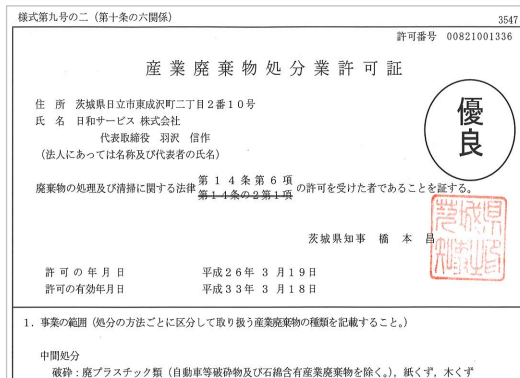 様式第九号の二（第十条の六関係）
3547
許可番号 00821001336
産業廃棄物処分業許可証
優良
住 所 茨城県日立市東成沢町二丁目２番１０号
氏 名 日和サービス 株式会社
代表取締役 羽沢 信作
（法人にあっては名称及び代表者の氏名）
廃棄物の処理及び清掃に関する法律 第１４条第６項 の許可を受けた者であることを証する。
第１４条の２第１項
茨城県知事 橋 本 昌
茨城県知事之印
許可の年月日 平成２６年 ３月１９日
許可の有効年月日 平成３３年 ３月１８日
１．事業の範囲（処分の方法ごとに区分して取り扱う産業廃棄物の種類を記載すること。）
中間処分
破砕：廃プラスチック類（自動車等破砕物及び石綿含有産業廃棄物を除く。），紙くず，木くず